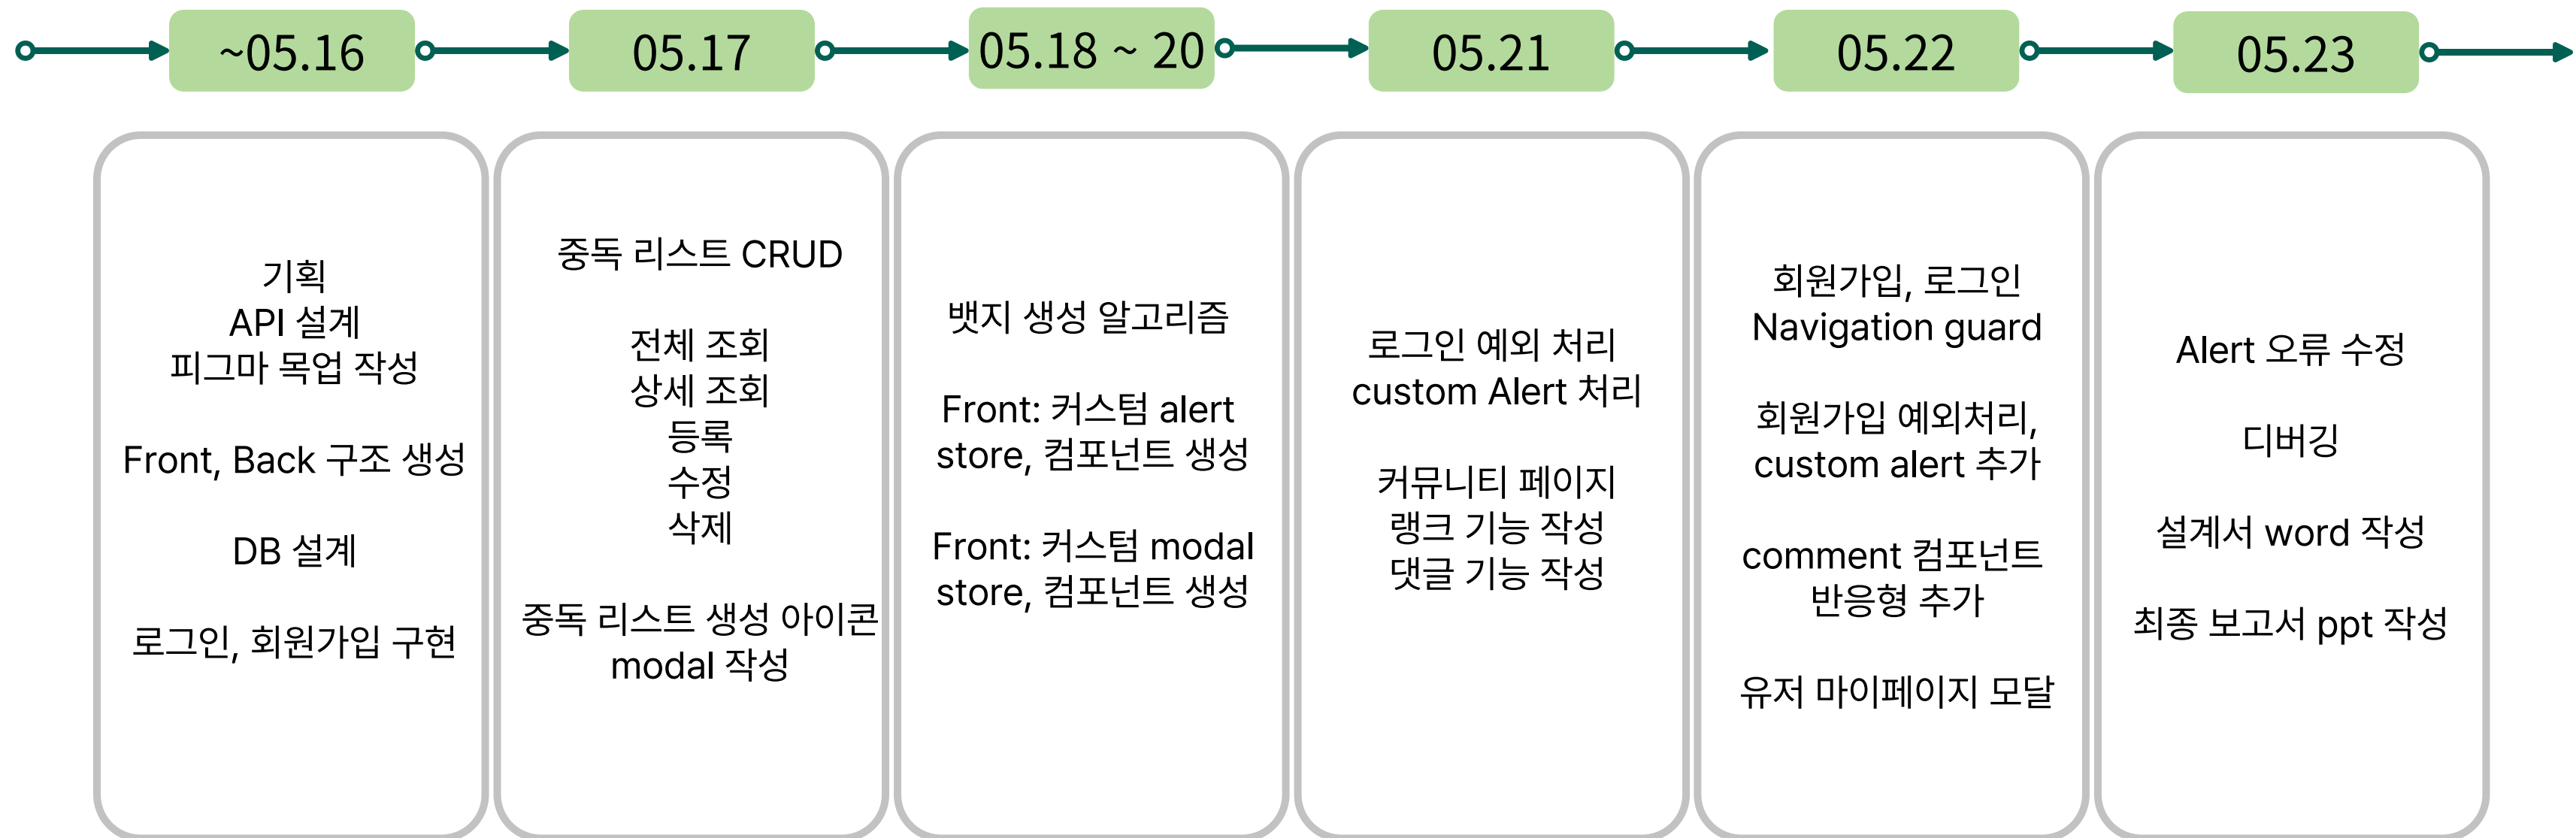 ~05.16
05.17
05.18 ~ 20
05.21
05.22
05.23
기획
API 설계
피그마 목업 작성
Front, Back 구조 생성
DB 설계
로그인, 회원가입 구현
중독 리스트 CRUD
전체 조회
상세 조회
등록
수정
삭제
중독 리스트 생성 아이콘
modal 작성
뱃지 생성 알고리즘
Front: 커스텀 alert
store, 컴포넌트 생성
Front: 커스텀 modal
store, 컴포넌트 생성
로그인 예외 처리
custom Alert 처리
커뮤니티 페이지
랭크 기능 작성
댓글 기능 작성
회원가입, 로그인
Navigation guard
회원가입 예외처리,
custom alert 추가
comment 컴포넌트
반응형 추가
유저 마이페이지 모달
Alert 오류 수정
디버깅
설계서 word 작성
최종 보고서 ppt 작성